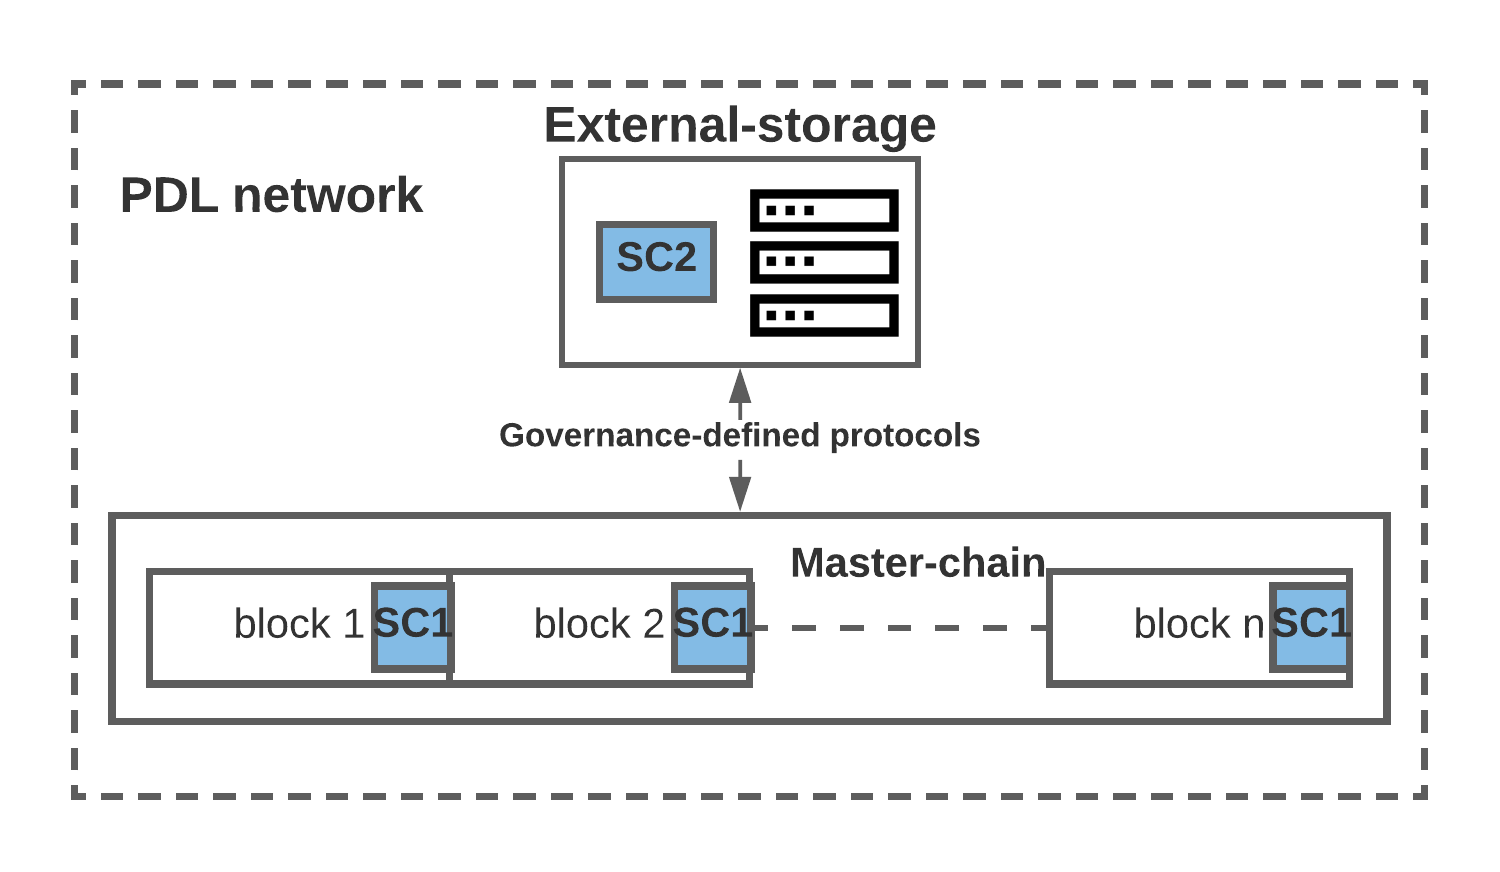 External-storage
PDL network
SC2
Governance-defined protocols
Master-chain
block 1 SC1 block 2 SC1 block n SC1